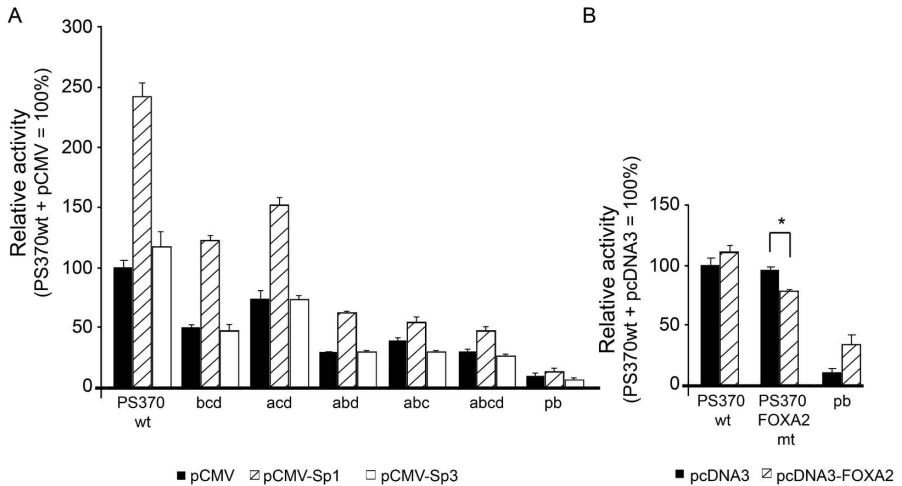 A
Relative activity
(PS370wt + pCMV = 100%)
300
250
200
150
100
50
0
PS370
wt
bcd
acd
abd
abc
abcd
pb
pCMV
pCMV-Sp1
pCMV-Sp3
B
Relative activity
(PS370wt + pcDNA3 = 100%)
150
100
50
0
*
PS370
wt
PS370
FOXA2
mt
pb
pcDNA3
pcDNA3-FOXA2